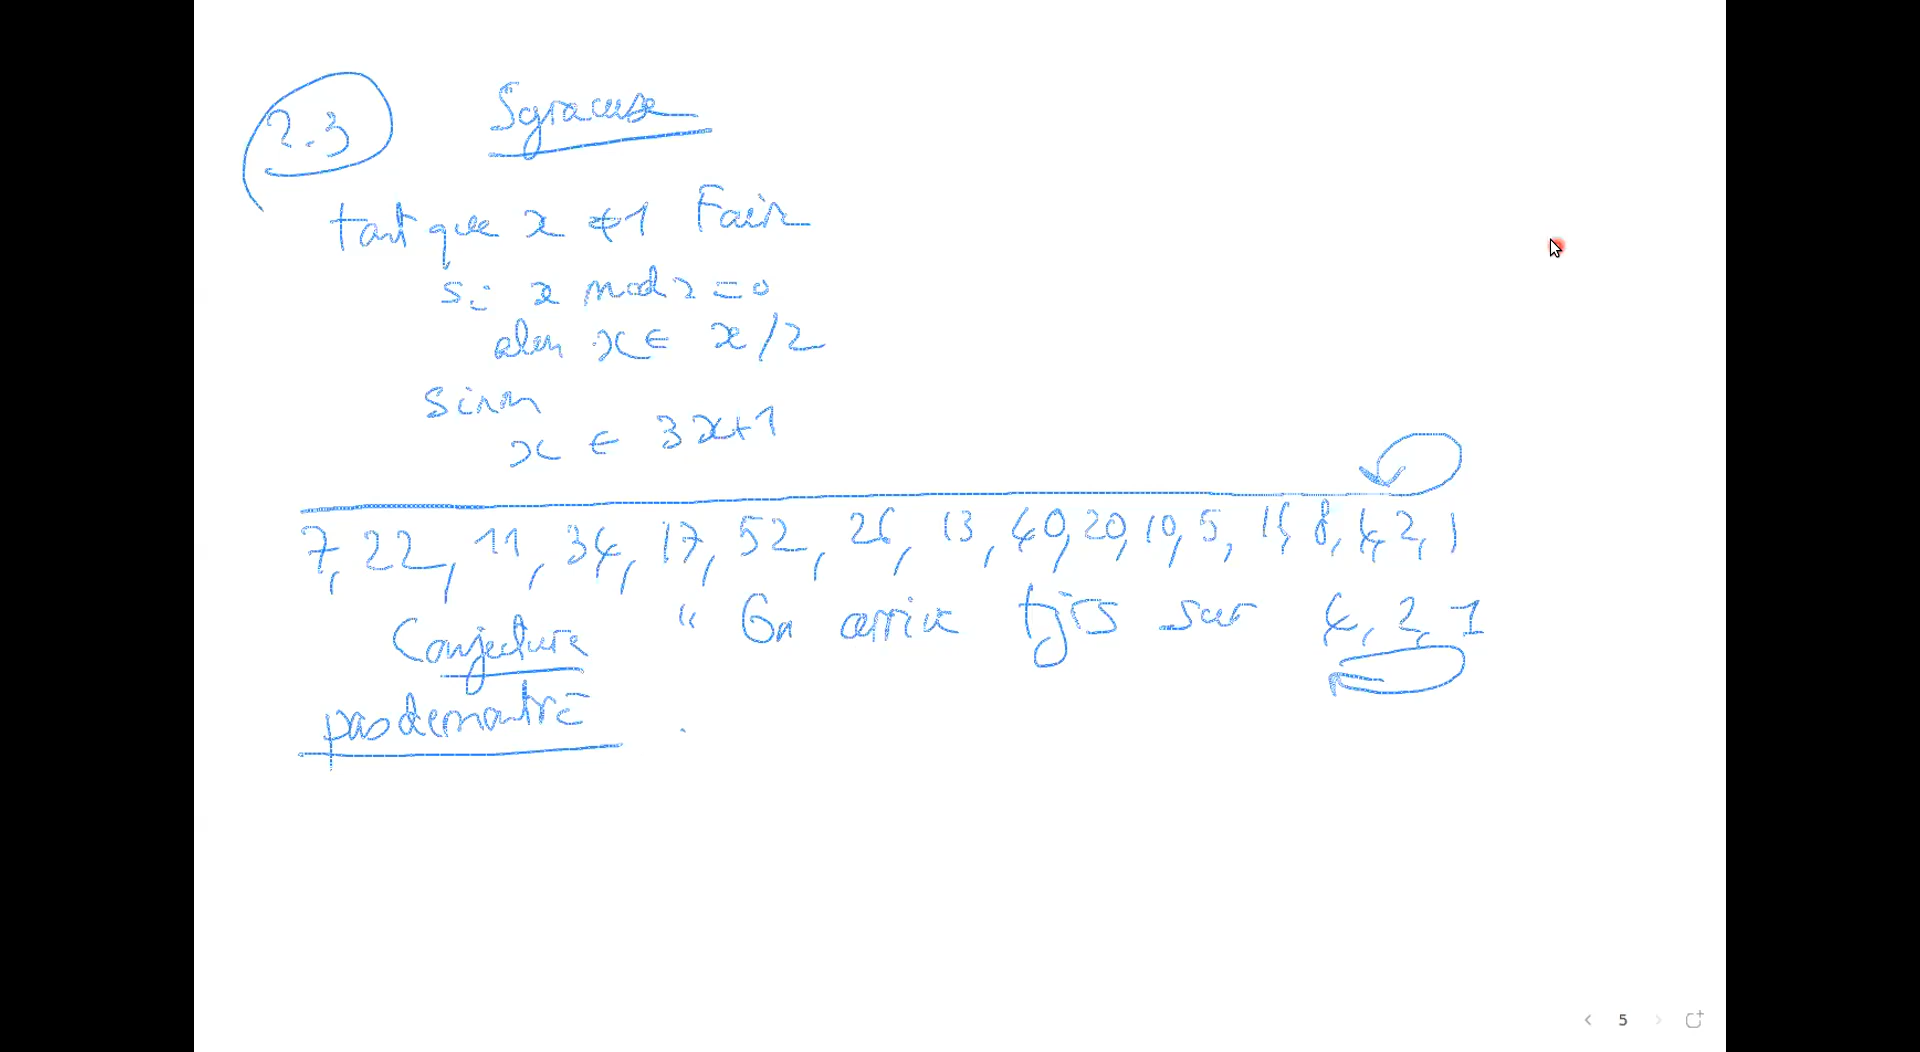 2.3 Syracuse
tant que x ≠ 1 Faire
si x mod 2 = 0
alors x ← x/2
sinon
x ← 3x+1
7, 22, 11, 34, 17, 52, 26, 13, 40, 20, 10, 5, 16, 8, 4, 2, 1
Conjecture " On arrive tjrs sur 4, 2, 1
pas demontré
5